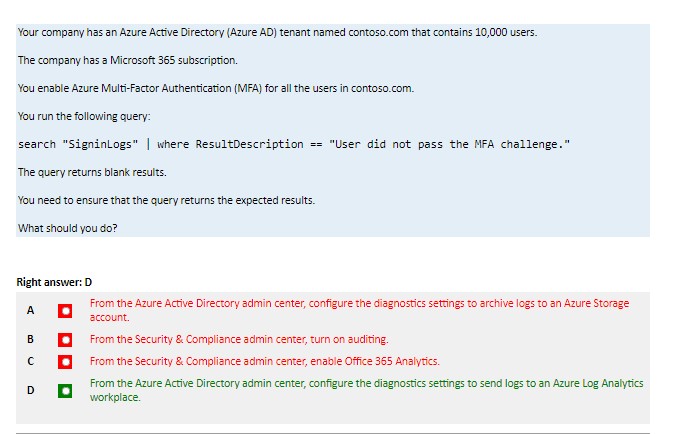 Your company has an Azure Active Directory (Azure AD) tenant named contoso.com that contains 10,000 users.
The company has a Microsoft 365 subscription.
You enable Azure Multi-Factor Authentication (MFA) for all the users in contoso.com.
You run the following query:
search "SigninLogs" | where ResultDescription == "User did not pass the MFA challenge."
The query returns blank results.
You need to ensure that the query returns the expected results.
What should you do?
Right answer: D
A From the Azure Active Directory admin center, configure the diagnostics settings to archive logs to an Azure Storage
account.
B From the Security & Compliance admin center, turn on auditing.
C From the Security & Compliance admin center, enable Office 365 Analytics.
D From the Azure Active Directory admin center, configure the diagnostics settings to send logs to an Azure Log Analytics
workplace.